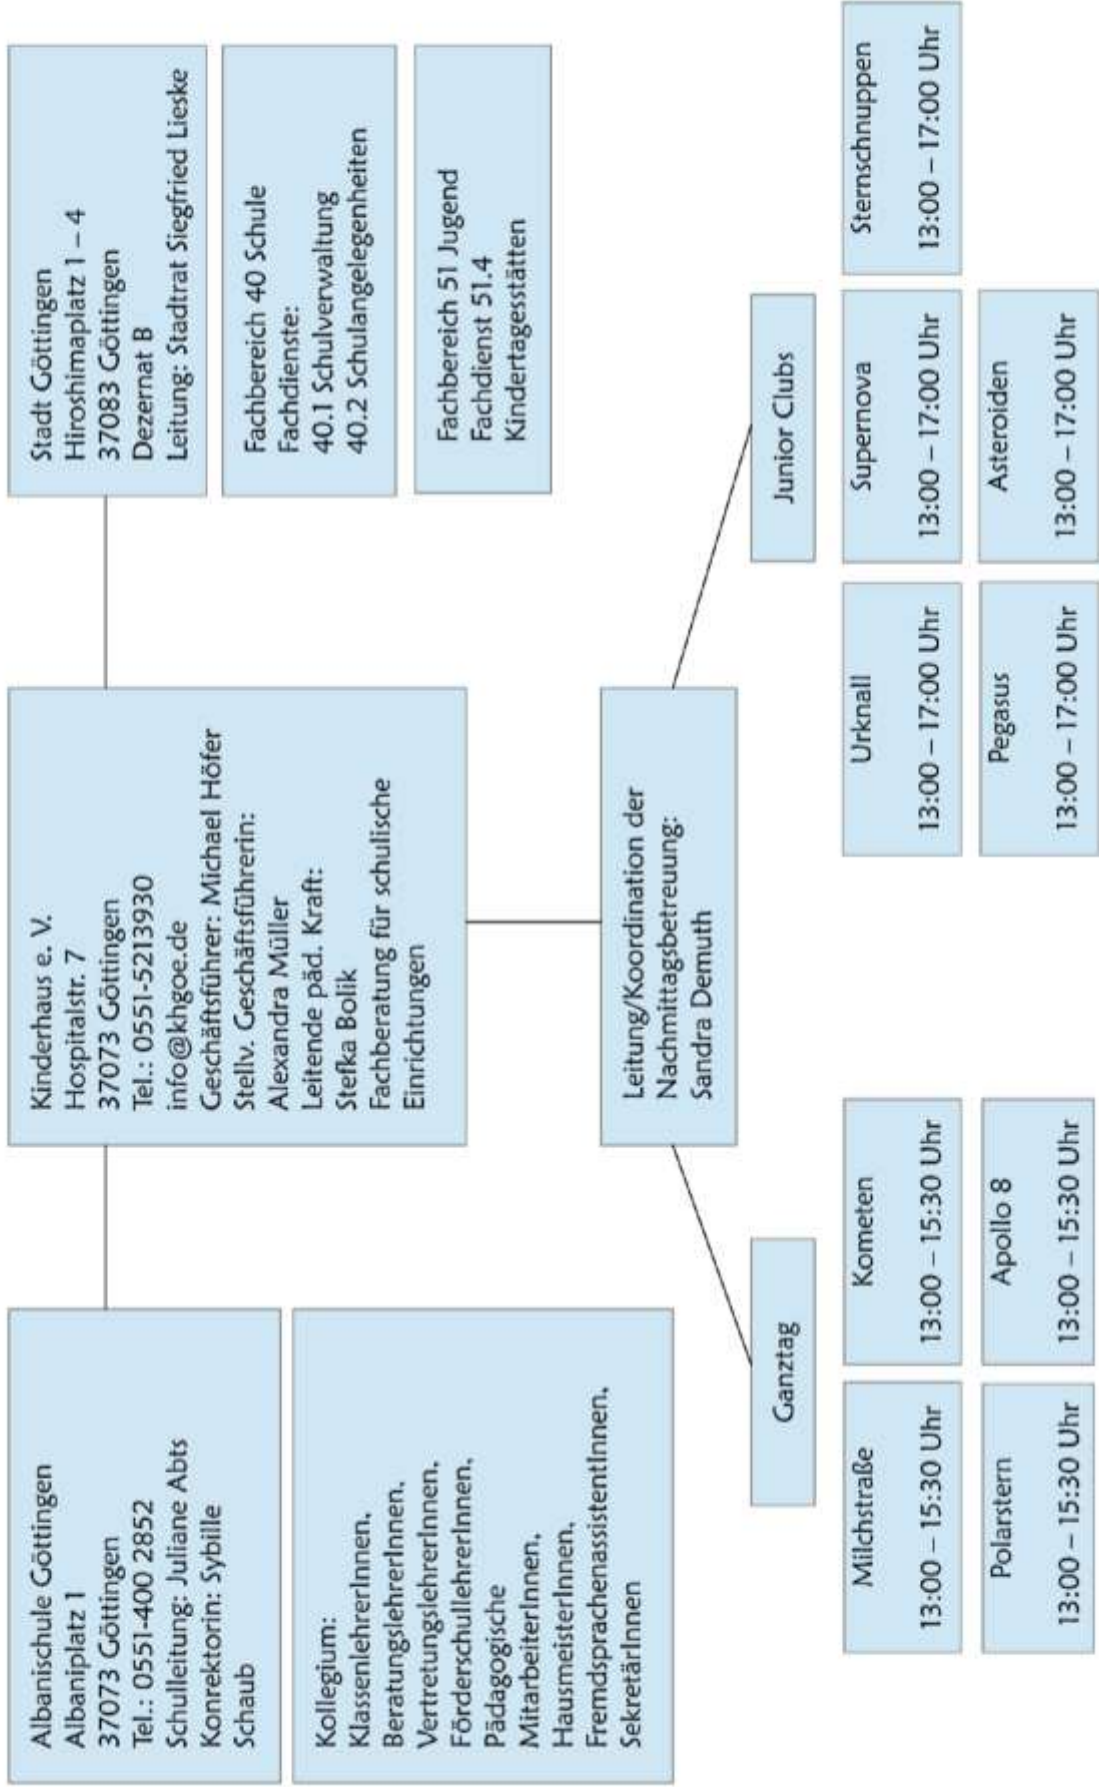 Albanischule Göttingen
Albaniplatz 1
37073 Göttingen
Tel.: 0551-400 2852
Schulleitung: Juliane Abts
Konrektorin: Sybille
Schaub
Kollegium:
KlassenlehrerInnen,
BeratungslehrerInnen,
VertretungslehrerInnen,
FörderschullehrerInnen,
Pädagogische
MitarbeiterInnen,
HausmeisterInnen,
FremdsprachenassistentInnen,
SekretärInnen
Kinderhaus e. V.
Hospitalstr. 7
37073 Göttingen
Tel.: 0551-5213930
info@khgoe.de
Geschäftsführer: Michael Höfer
Stellv. Geschäftsführerin:
Alexandra Müller
Leitende päd. Kraft:
Stefka Bolik
Fachberatung für schulische
Einrichtungen
Stadt Göttingen
Hiroshimaplatz 1 – 4
37083 Göttingen
Dezernat B
Leitung: Stadtrat Siegfried Lieske
Fachbereich 40 Schule
Fachdienste:
40.1 Schulverwaltung
40.2 Schulangelegenheiten
Fachbereich 51 Jugend
Fachdienst 51.4
Kindertagesstätten
Leitung/Koordination der
Nachmittagsbetreuung:
Sandra Demuth
Ganztag
Milchstraße
13:00 – 15:30 Uhr
Kometen
13:00 – 15:30 Uhr
Polarstern
13:00 – 15:30 Uhr
Apollo 8
13:00 – 15:30 Uhr
Junior Clubs
Urknall
13:00 – 17:00 Uhr
Supernova
13:00 – 17:00 Uhr
Sternschnuppen
13:00 – 17:00 Uhr
Pegasus
13:00 – 17:00 Uhr
Asteroiden
13:00 – 17:00 Uhr